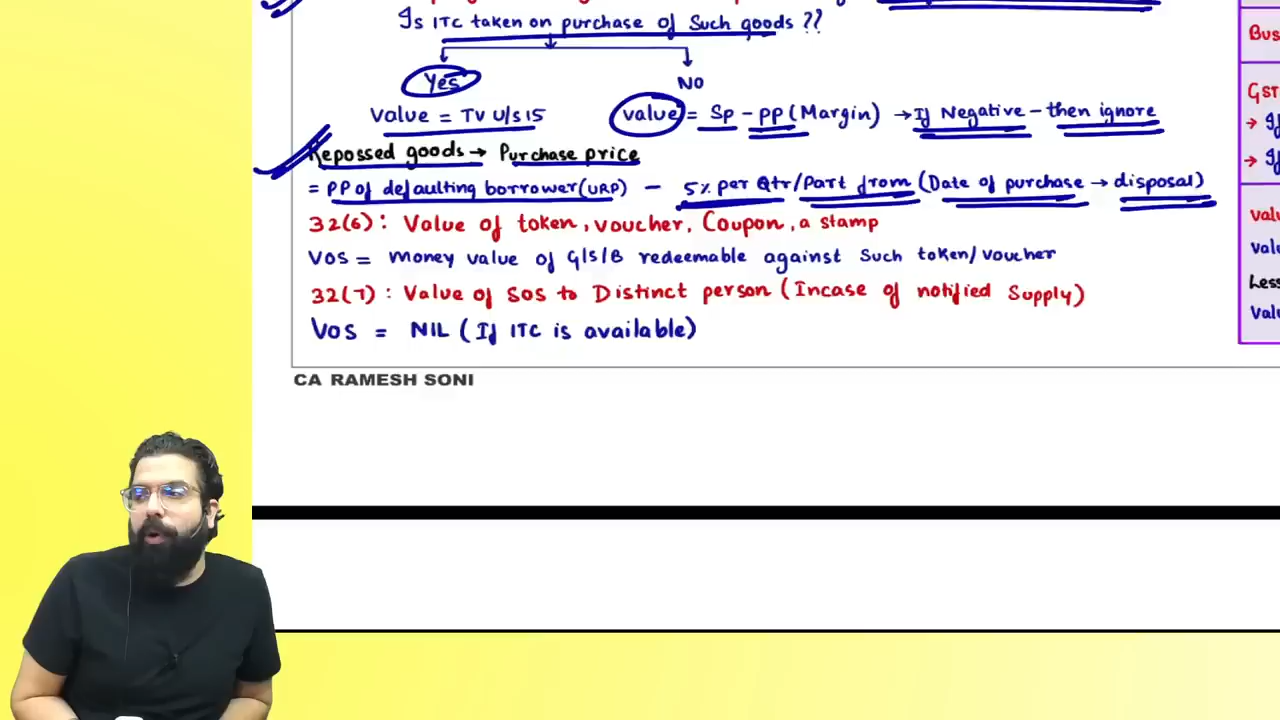 Is ITC taken on purchase of Such goods ??
Yes
NO
Value = TV U/S 15
value = SP - PP (Margin) → If Negative - then ignore
Repossed goods → Purchase price
= PP of defaulting borrower (URP) - 5% per Qtr/Part from (Date of purchase → disposal)
32(6): Value of token, voucher, Coupon, a stamp
VOS = Money value of G/S/B redeemable against Such token/voucher
32(7): Value of SOS to Distinct person (Incase of notified Supply)
VOS = NIL (If ITC is available)
CA RAMESH SONI
Bus
GST
→ If
→ If
Valu
Valu
Less
Valu